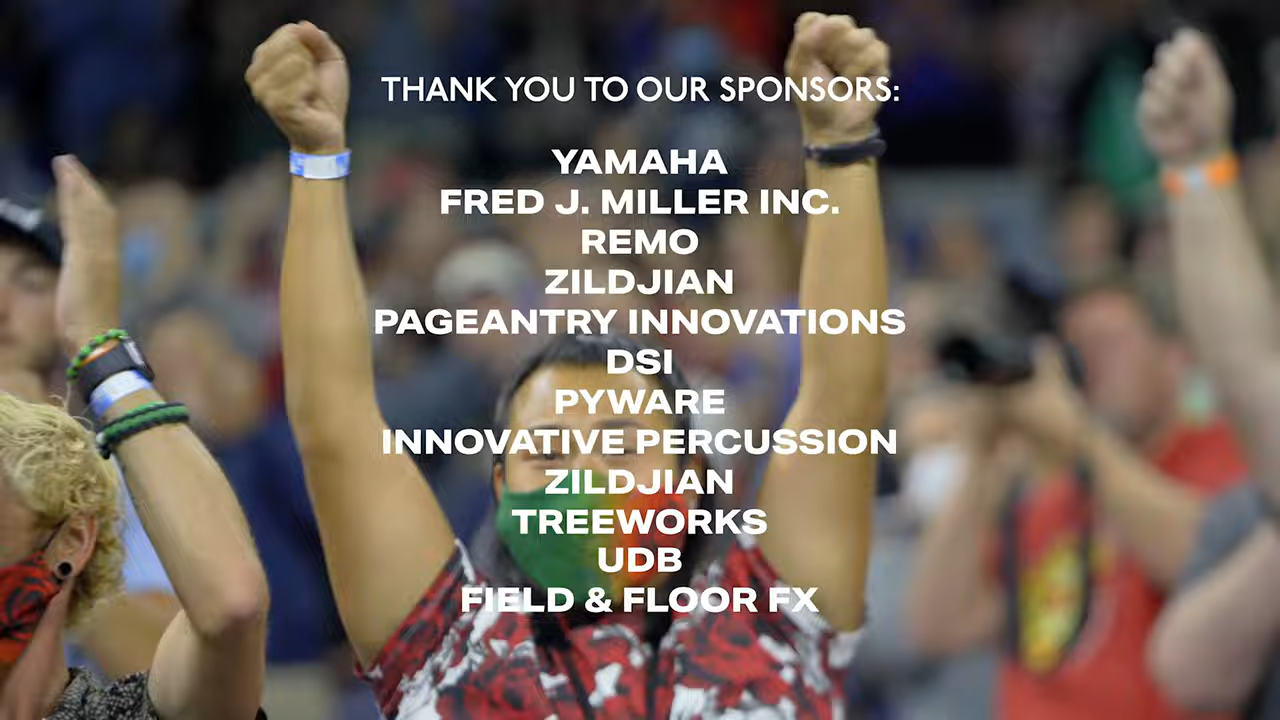 THANK YOU TO OUR SPONSORS:
YAMAHA
FRED J. MILLER INC.
REMO
ZILDJIAN
PAGEANTRY INNOVATIONS
DSI
PYWARE
INNOVATIVE PERCUSSION
ZILDJIAN
TREEWORKS
UDB
FIELD & FLOOR FX